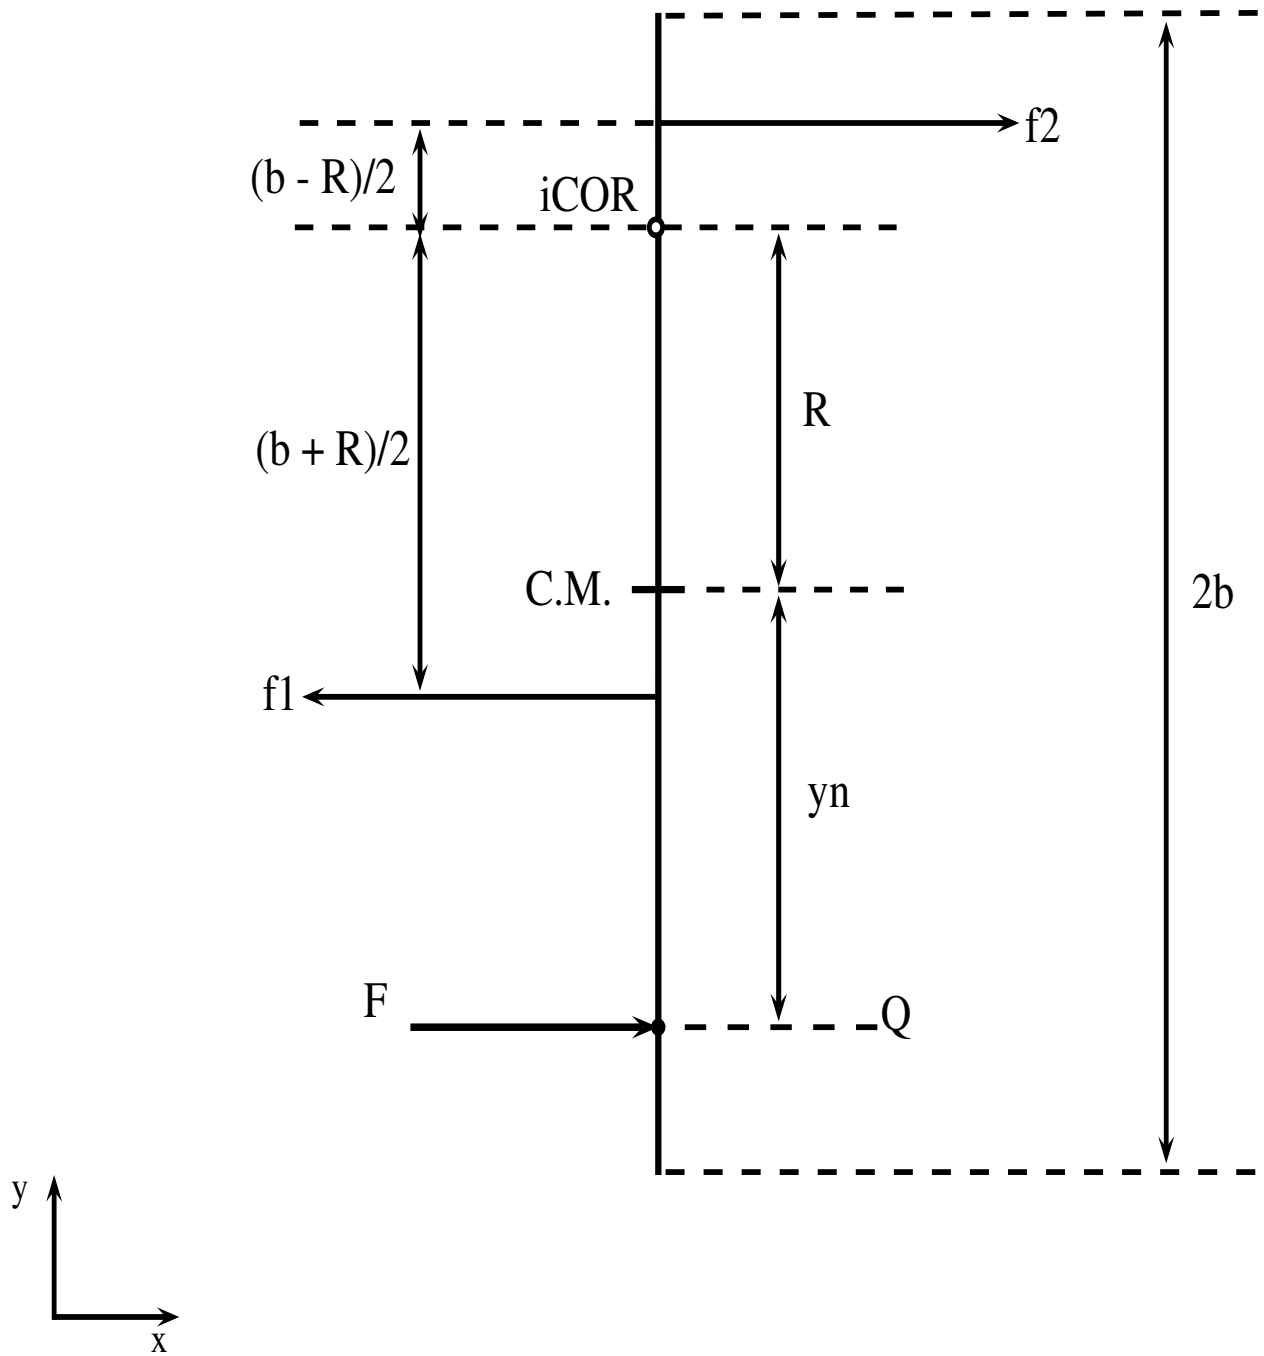 f2
(b - R)/2
iCOR
R
(b + R)/2
C.M.
2b
f1
yn
F
Q
y
x